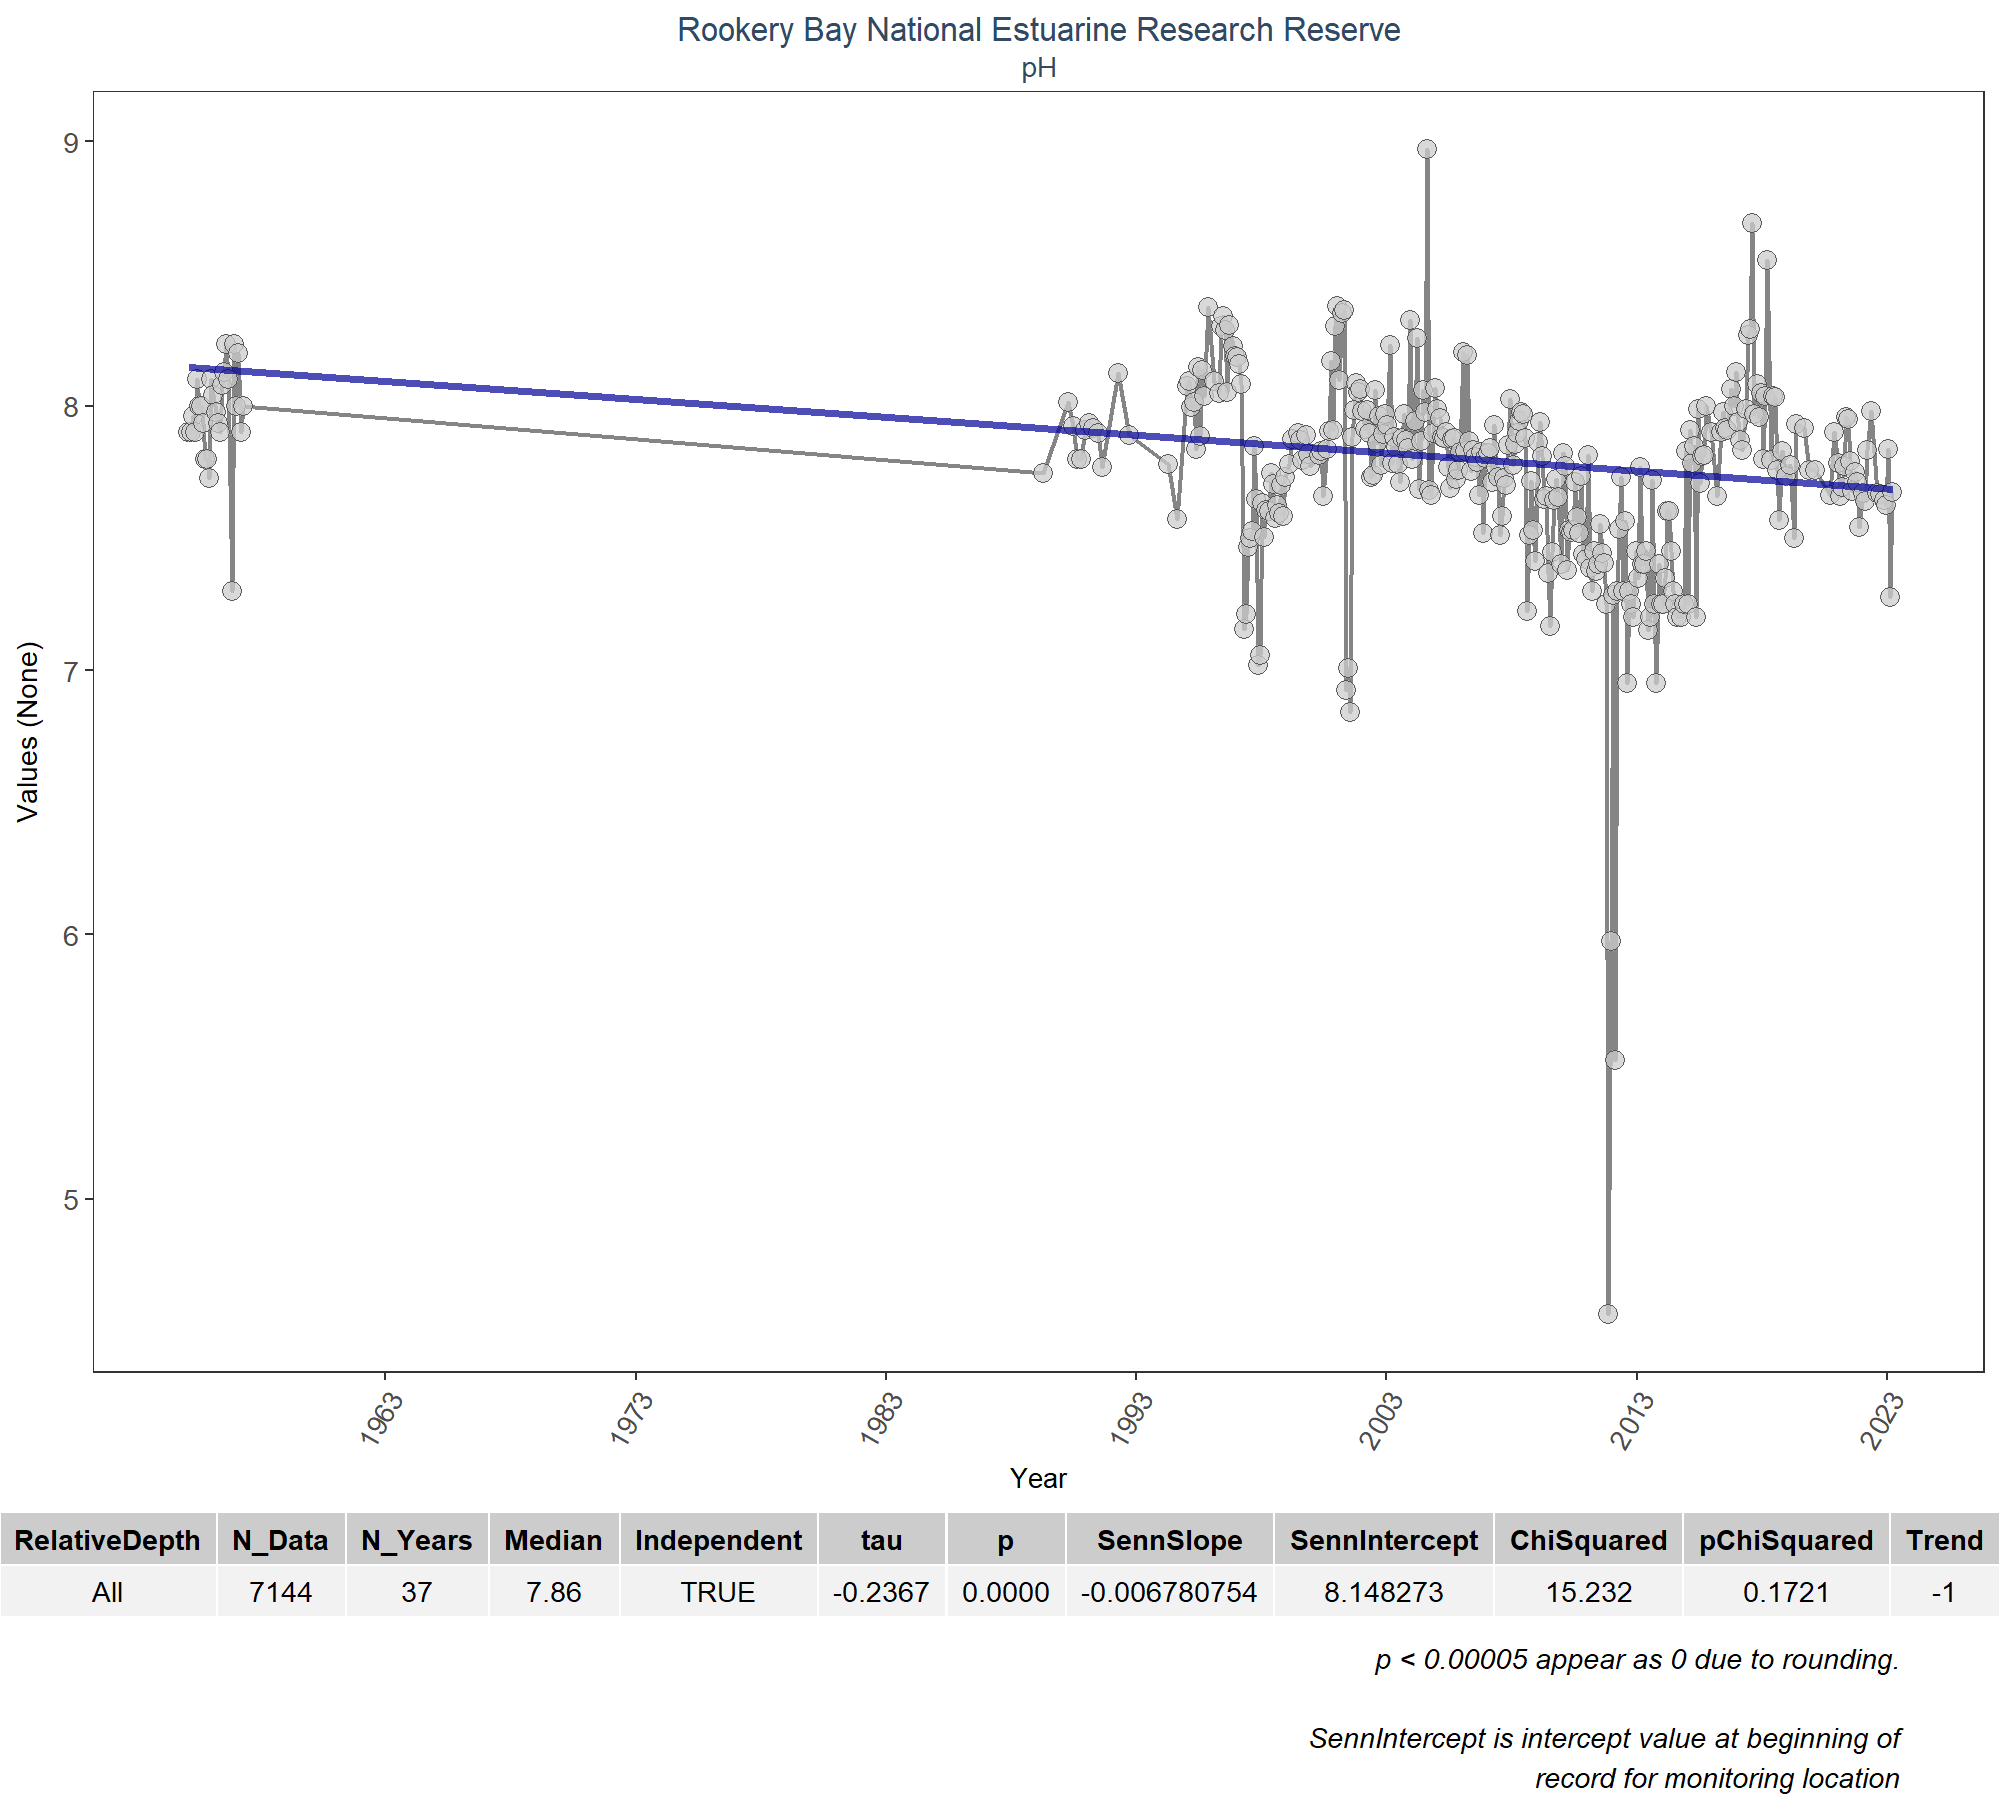 Rookery Bay National Estuarine Research Reserve
pH
9
8
7
6
5
Values (None)
1963 1973 1983 1993 2003 2013 2023
Year
RelativeDepth N_Data N_Years Median Independent tau p SennSlope SennIntercept ChiSquared pChiSquared Trend
All 7144 37 7.86 TRUE -0.2367 0.0000 -0.006780754 8.148273 15.232 0.1721 -1
p < 0.00005 appear as 0 due to rounding.
SennIntercept is intercept value at beginning of
record for monitoring location